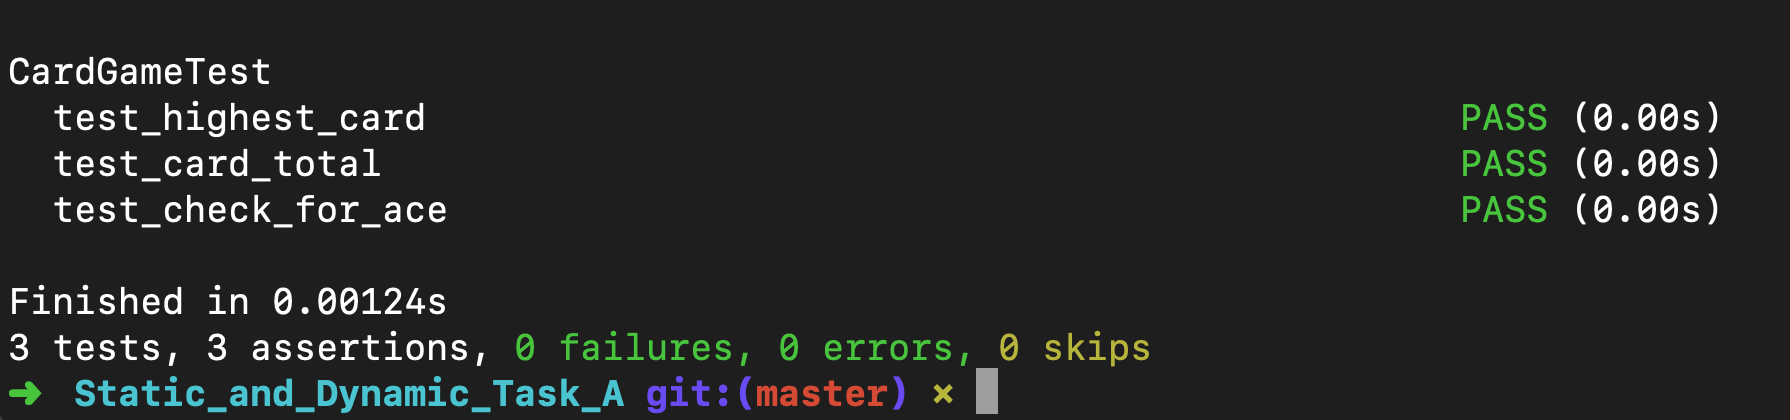 CardGameTest
  test_highest_card PASS (0.00s)
  test_card_total PASS (0.00s)
  test_check_for_ace PASS (0.00s)
Finished in 0.00124s
3 tests, 3 assertions, 0 failures, 0 errors, 0 skips
➜ Static_and_Dynamic_Task_A git:(master) ✗